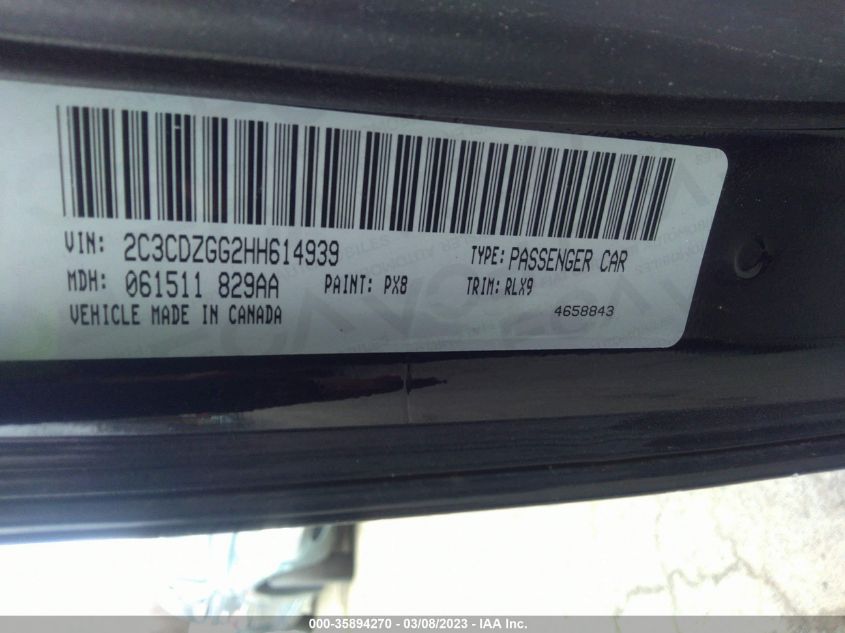 VIN: 2C3CDZGG2HH614939 TYPE: PASSENGER CAR
MDH: 061511 829AA PAINT: PX8 TRIM: RLX9
VEHICLE MADE IN CANADA 4658843
000-35894270 - 03/08/2023 - IAA Inc.